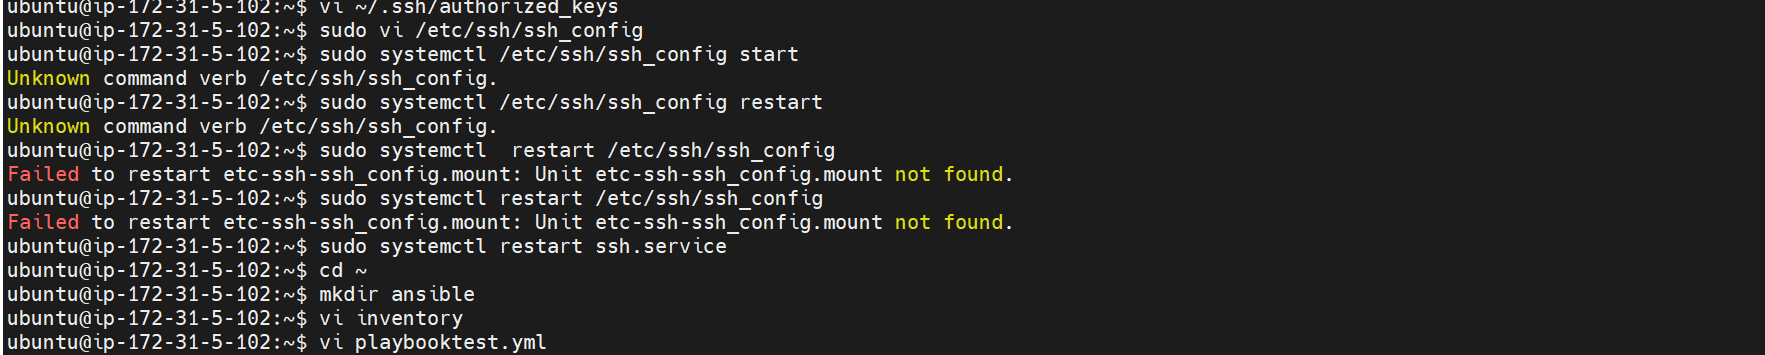 ubuntu@ip-172-31-5-102:~$ vi ~/.ssh/authorized_keys
ubuntu@ip-172-31-5-102:~$ sudo vi /etc/ssh/ssh_config
ubuntu@ip-172-31-5-102:~$ sudo systemctl /etc/ssh/ssh_config start
Unknown command verb /etc/ssh/ssh_config.
ubuntu@ip-172-31-5-102:~$ sudo systemctl /etc/ssh/ssh_config restart
Unknown command verb /etc/ssh/ssh_config.
ubuntu@ip-172-31-5-102:~$ sudo systemctl  restart /etc/ssh/ssh_config
Failed to restart etc-ssh-ssh_config.mount: Unit etc-ssh-ssh_config.mount not found.
ubuntu@ip-172-31-5-102:~$ sudo systemctl restart /etc/ssh/ssh_config
Failed to restart etc-ssh-ssh_config.mount: Unit etc-ssh-ssh_config.mount not found.
ubuntu@ip-172-31-5-102:~$ sudo systemctl restart ssh.service
ubuntu@ip-172-31-5-102:~$ cd ~
ubuntu@ip-172-31-5-102:~$ mkdir ansible
ubuntu@ip-172-31-5-102:~$ vi inventory
ubuntu@ip-172-31-5-102:~$ vi playbooktest.yml